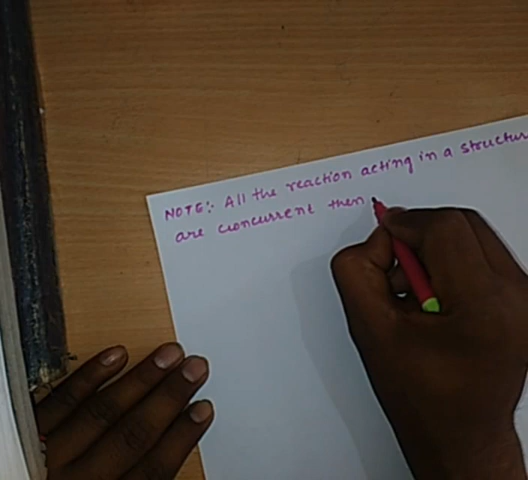 NOTE:- All the reaction acting in a structur
are concurrent then